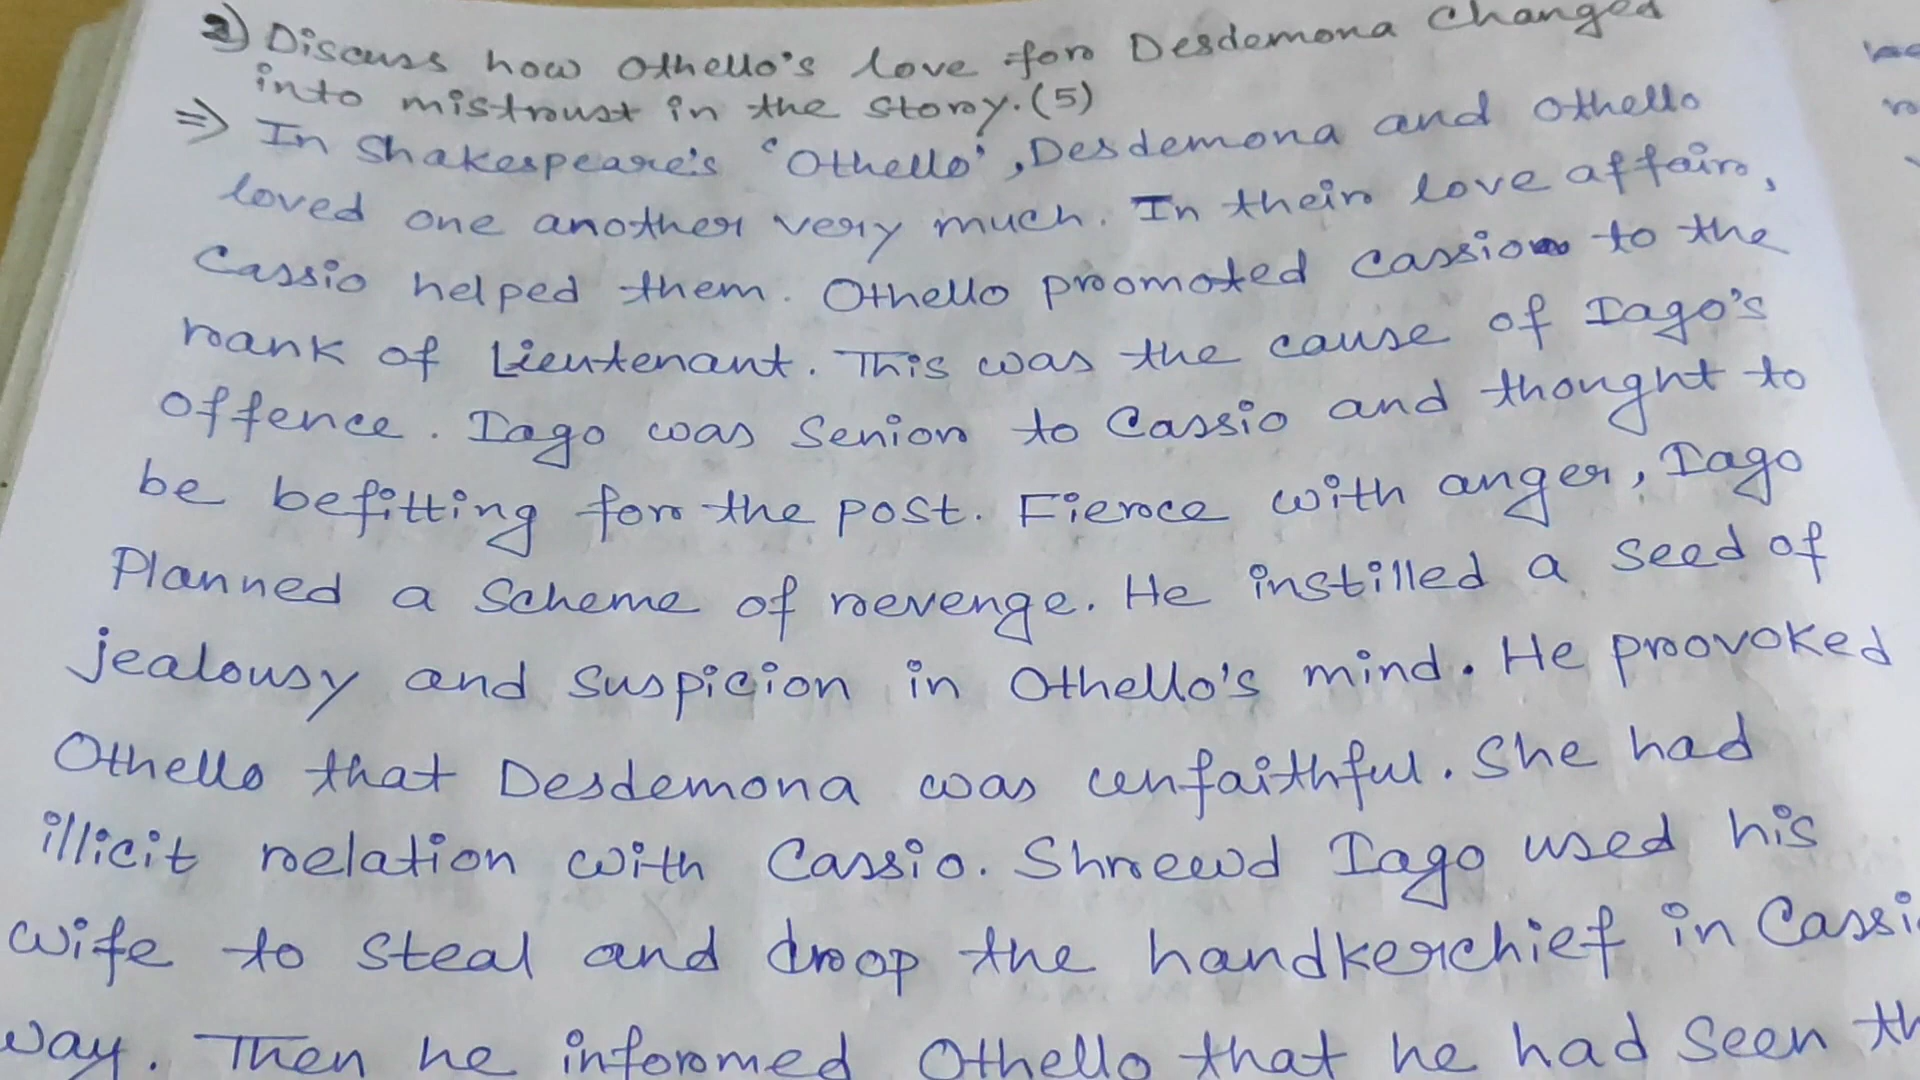 2) Discuss how Othello's love for Desdemona Changed
into mistrust in the story. (5)
⇒ In Shakespeare's 'Othello', Desdemona and Othello
loved one another very much. In their love affair,
Cassio helped them. Othello promoted Cassio to the
rank of Lieutenant. This was the cause of Iago's
offence. Iago was Senior to Cassio and thought to
be befitting for the post. Fierce with anger, Iago
Planned a Scheme of revenge. He instilled a seed of
jealousy and suspicion in Othello's mind. He provoked
Othello that Desdemona was unfaithful. She had
illicit relation with Cassio. Shrewd Iago used his
wife to steal and drop the handkerchief in Cassi
way. Then he informed Othello that he had seen th